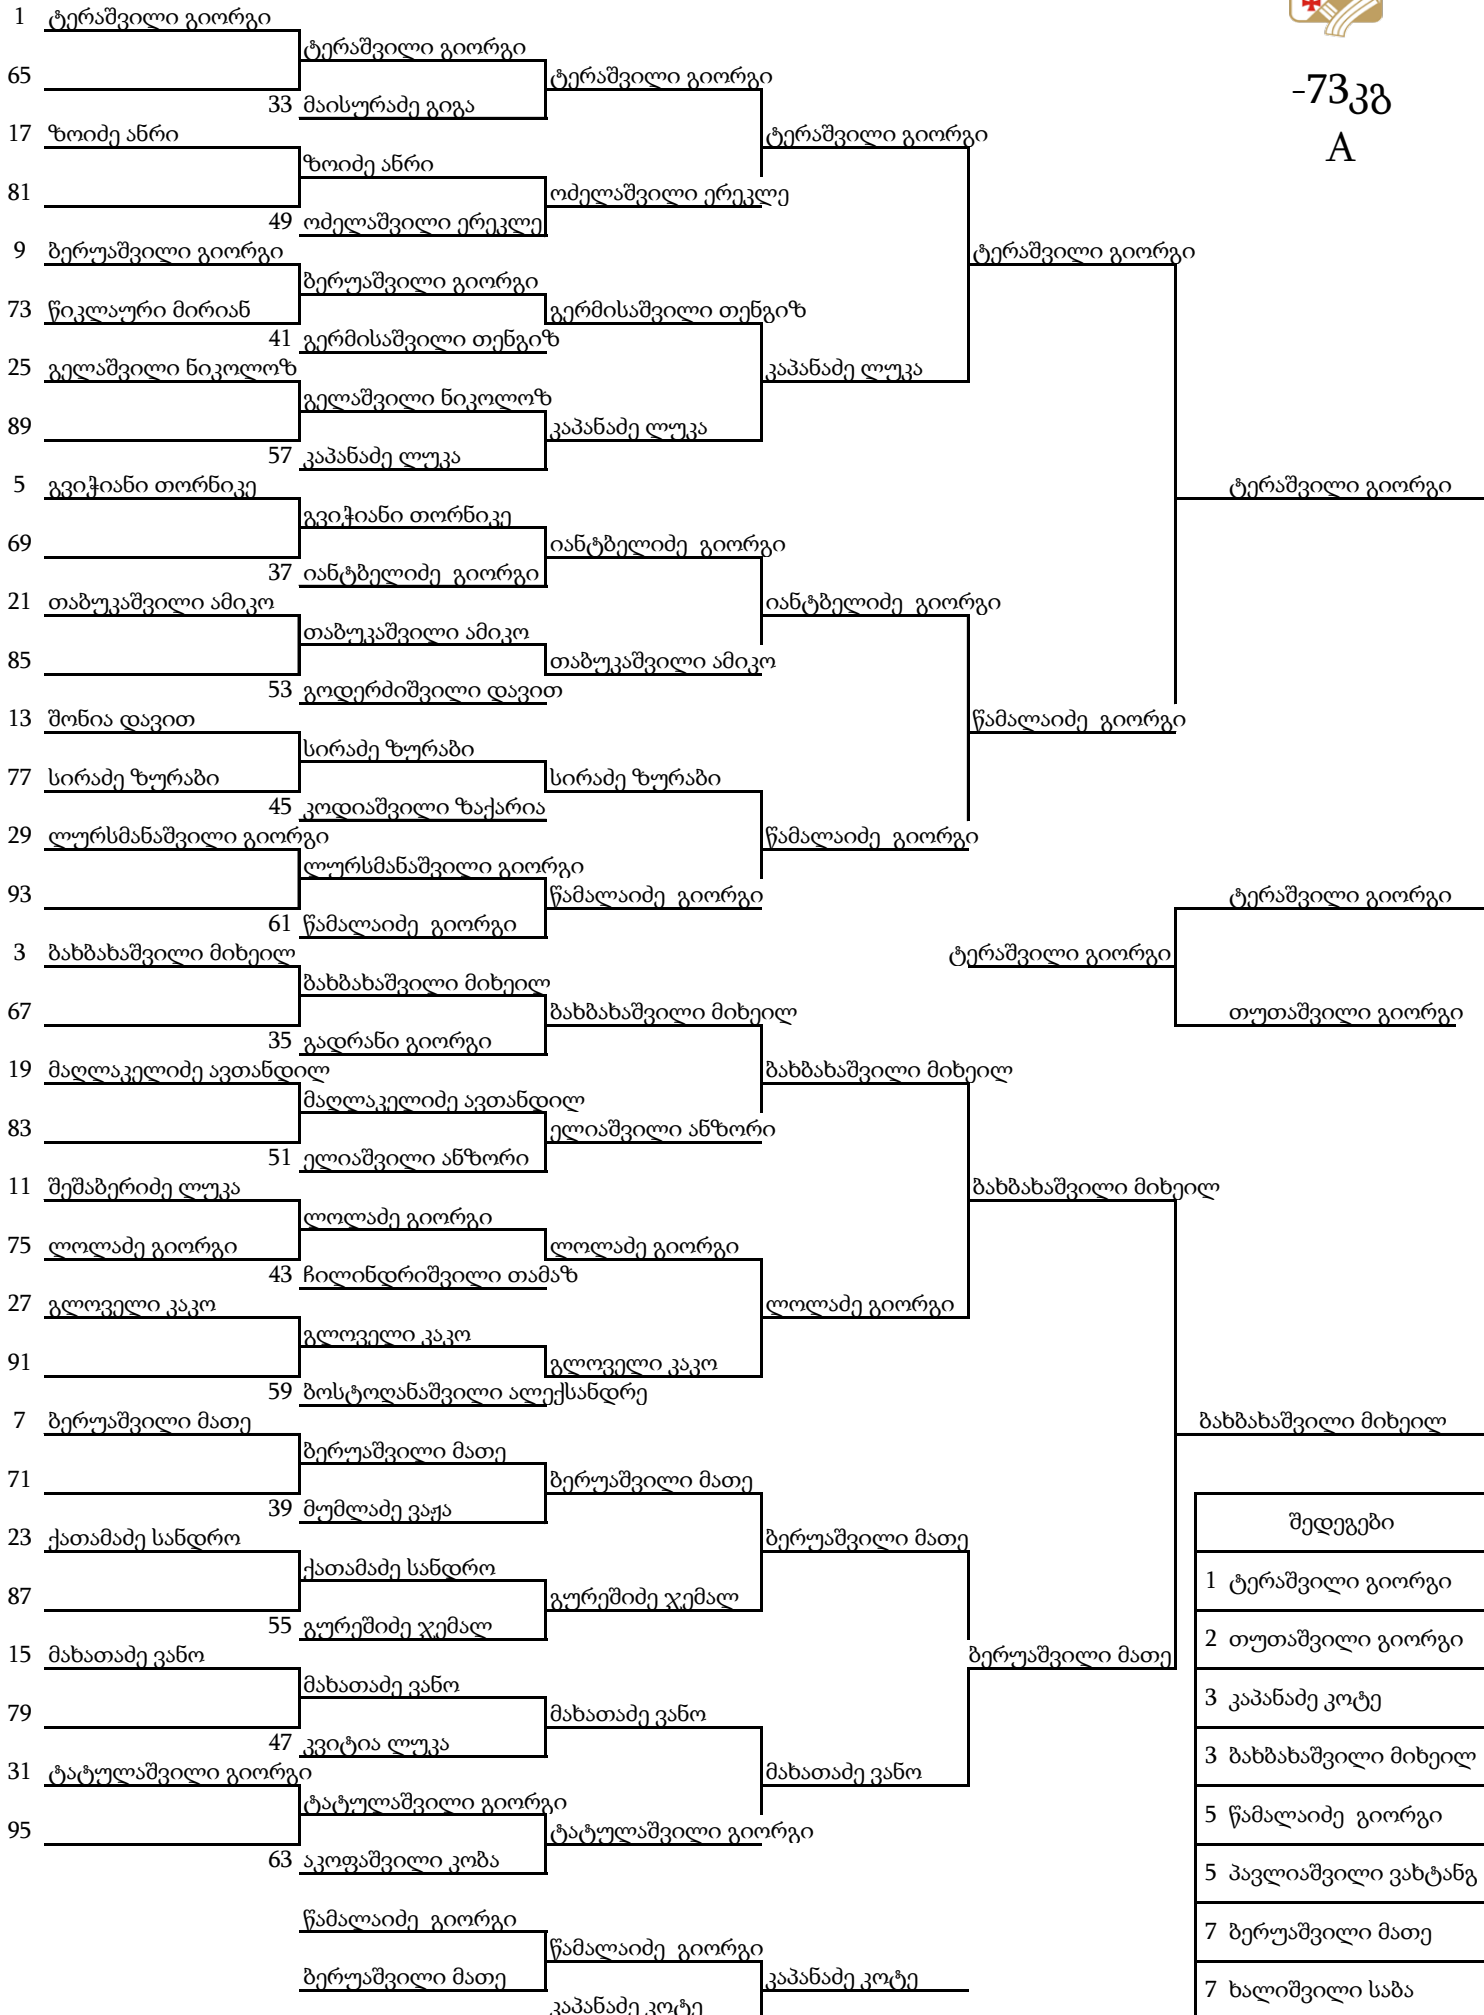 1 ტერაშვილი გიორგი
ტერაშვილი გიორგი
65 ტერაშვილი გიორგი
-73კგ
33 მაისურაძე გიგა
17 ზოიძე ანრი ტერაშვილი გიორგი
A
ზოიძე ანრი
81 ოძელაშვილი ერეკლე
49 ოძელაშვილი ერეკლე
9 ბერუაშვილი გიორგი ტერაშვილი გიორგი
ბერუაშვილი გიორგი
73 წიკლაური მირიან გერმისაშვილი თენგიზ
41 გერმისაშვილი თენგიზ
25 გელაშვილი ნიკოლოზ კაპანაძე ლუკა
გელაშვილი ნიკოლოზ
89 კაპანაძე ლუკა
57 კაპანაძე ლუკა
5 გვიჭიანი თორნიკე ტერაშვილი გიორგი
გვიჭიანი თორნიკე
69 იანტბელიძე გიორგი
37 იანტბელიძე გიორგი
21 თაბუკაშვილი ამიკო იანტბელიძე გიორგი
თაბუკაშვილი ამიკო
85 თაბუკაშვილი ამიკო
53 გოდერძიშვილი დავით
13 შონია დავით წამალაიძე გიორგი
სირაძე ზურაბი
77 სირაძე ზურაბი სირაძე ზურაბი
45 კოდიაშვილი ზაქარია
29 ლურსმანაშვილი გიორგი წამალაიძე გიორგი
ლურსმანაშვილი გიორგი
93 წამალაიძე გიორგი ტერაშვილი გიორგი
61 წამალაიძე გიორგი
3 ბახბახაშვილი მიხეილ ტერაშვილი გიორგი
ბახბახაშვილი მიხეილ
67 ბახბახაშვილი მიხეილ თუთაშვილი გიორგი
35 გადრანი გიორგი
19 მაღლაკელიძე ავთანდილ ბახბახაშვილი მიხეილ
მაღლაკელიძე ავთანდილ
83 ელიაშვილი ანზორი
51 ელიაშვილი ანზორი
11 შეშაბერიძე ლუკა ბახბახაშვილი მიხეილ
ლოლაძე გიორგი
75 ლოლაძე გიორგი ლოლაძე გიორგი
43 ჩილინდრიშვილი თამაზ
27 გლოველი კაკო ლოლაძე გიორგი
გლოველი კაკო
91 გლოველი კაკო
59 ბოსტოღანაშვილი ალექსანდრე
7 ბერუაშვილი მათე ბახბახაშვილი მიხეილ
ბერუაშვილი მათე
71 ბერუაშვილი მათე
39 მუმლაძე ვაჟა
შედეგები
23 ქათამაძე სანდრო ბერუაშვილი მათე
ქათამაძე სანდრო
1 ტერაშვილი გიორგი
87 გურეშიძე ჯემალ
55 გურეშიძე ჯემალ
2 თუთაშვილი გიორგი
15 მახათაძე ვანო ბერუაშვილი მათე
მახათაძე ვანო
3 კაპანაძე კოტე
79 მახათაძე ვანო
47 კვიტია ლუკა
3 ბახბახაშვილი მიხეილ
31 ტატულაშვილი გიორგი მახათაძე ვანო
ტატულაშვილი გიორგი
5 წამალაიძე გიორგი
95 ტატულაშვილი გიორგი
63 აკოფაშვილი კობა
5 პავლიაშვილი ვახტანგ
წამალაიძე გიორგი
7 ბერუაშვილი მათე
წამალაიძე გიორგი
ბერუაშვილი მათე კაპანაძე კოტე
7 ხალიშვილი საბა
კაპანაძე კოტე